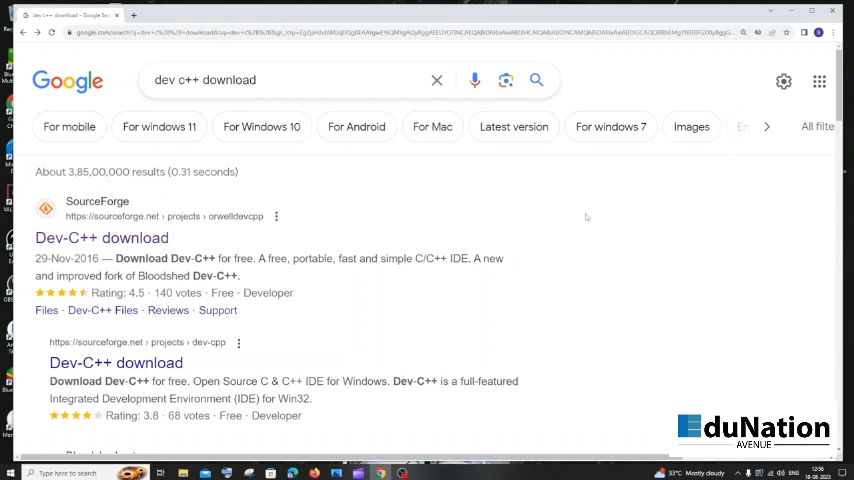 dev c++ download - Google Sea
dev c++ download
Google
For mobile
For windows 11
For Windows 10
For Android
For Mac
Latest version
For windows 7
Images
All filte
About 3,85,00,000 results (0.31 seconds)
SourceForge
https://sourceforge.net › projects › orwelldevcpp
Dev-C++ download
29-Nov-2016 — Download Dev-C++ for free. A free, portable, fast and simple C/C++ IDE. A new
and improved fork of Bloodshed Dev-C++.
Rating: 4.5 · 140 votes · Free · Developer
Files · Dev-C++ Files · Reviews · Support
https://sourceforge.net › projects › dev-cpp
Dev-C++ download
Download Dev-C++ for free. Open Source C & C++ IDE for Windows. Dev-C++ is a full-featured
Integrated Development Environment (IDE) for Win32.
Rating: 3.8 · 68 votes · Free · Developer
EduNation
AVENUE
Type here to search
33°C Mostly cloudy
ENG
12:56
18-08-2023